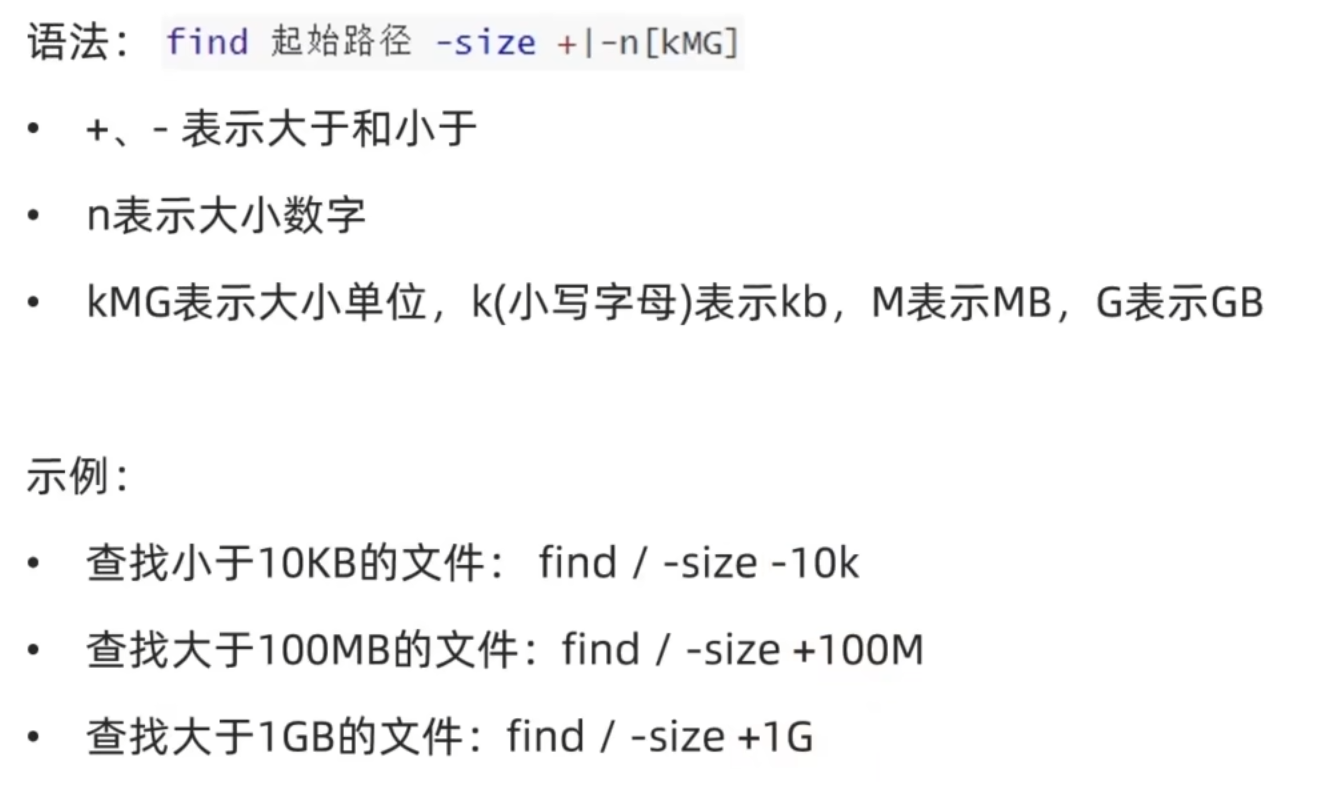 语法： find 起始路径 -size +|-n[kMG]
• +、- 表示大于和小于
• n表示大小数字
• kMG表示大小单位，k(小写字母)表示kb，M表示MB，G表示GB
示例：
• 查找小于10KB的文件： find / -size -10k
• 查找大于100MB的文件：find / -size +100M
• 查找大于1GB的文件：find / -size +1G